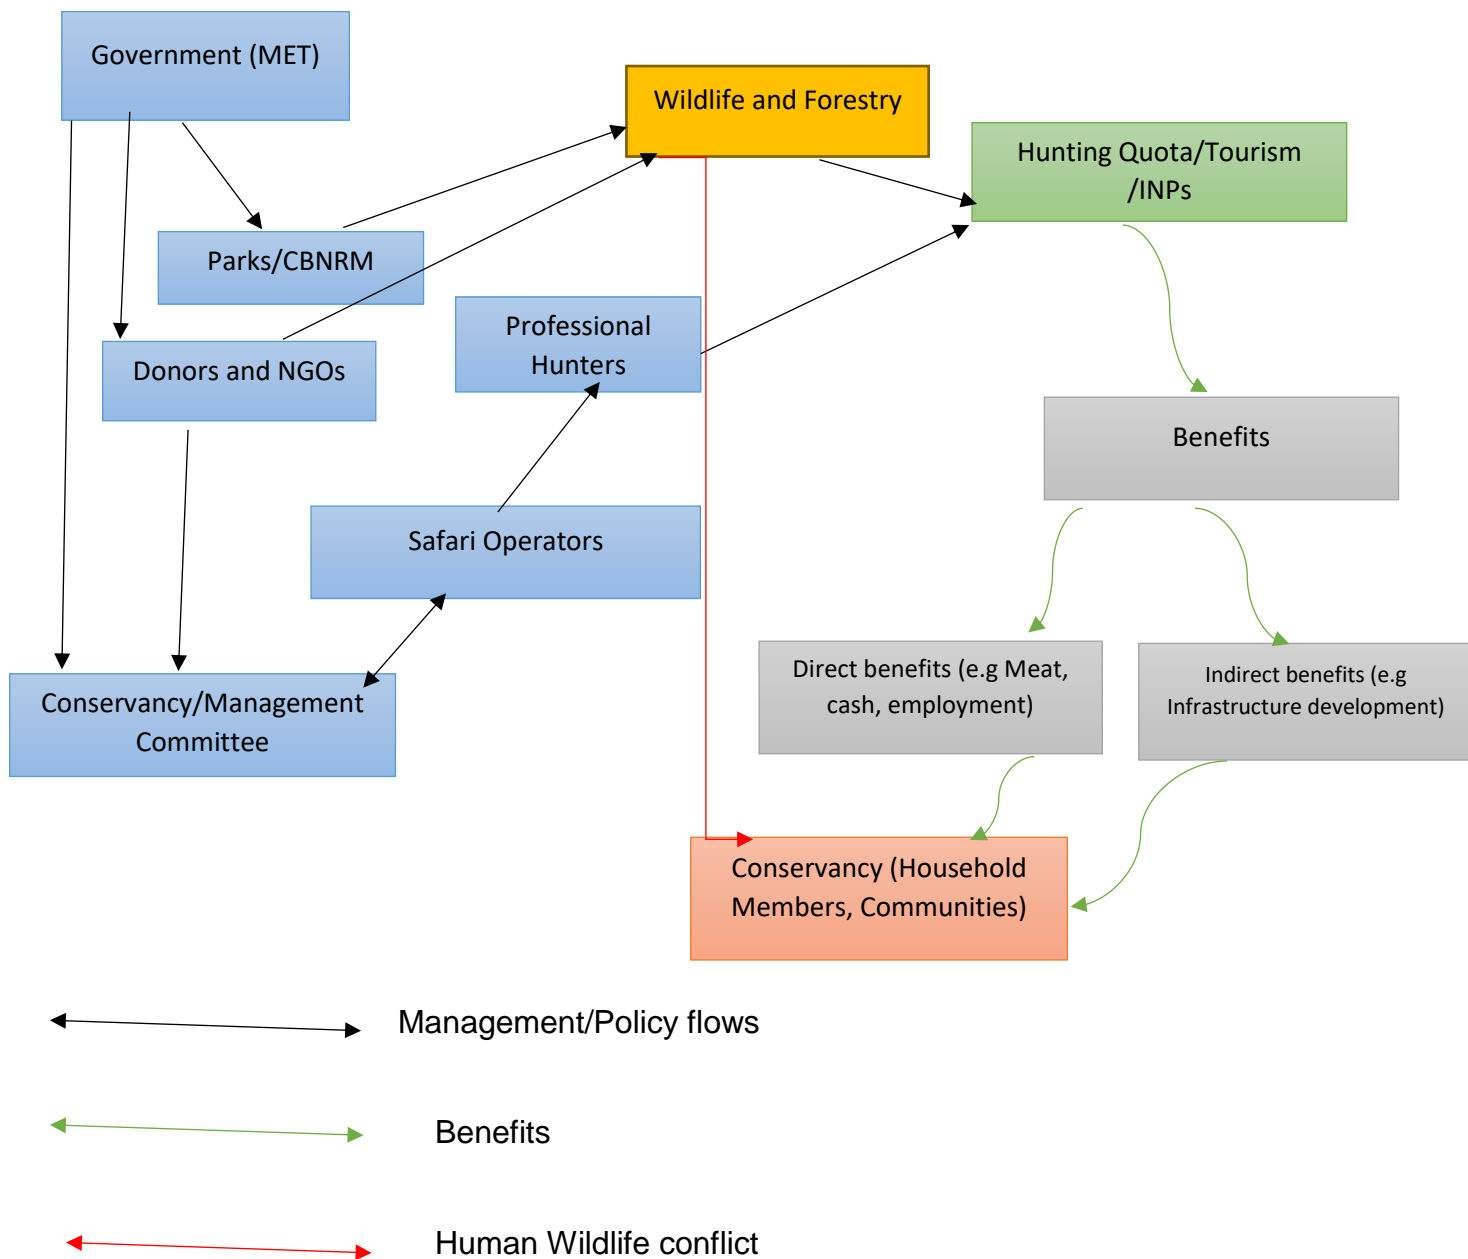 Government (MET)
Wildlife and Forestry
Hunting Quota/Tourism
/INPs
Parks/CBNRM
Professional
Hunters
Donors and NGOs
Benefits
Safari Operators
Direct benefits (e.g Meat,
cash, employment)
Indirect benefits (e.g
Infrastructure development)
Conservancy/Management
Committee
Conservancy (Household
Members, Communities)
Management/Policy flows
Benefits
Human Wildlife conflict